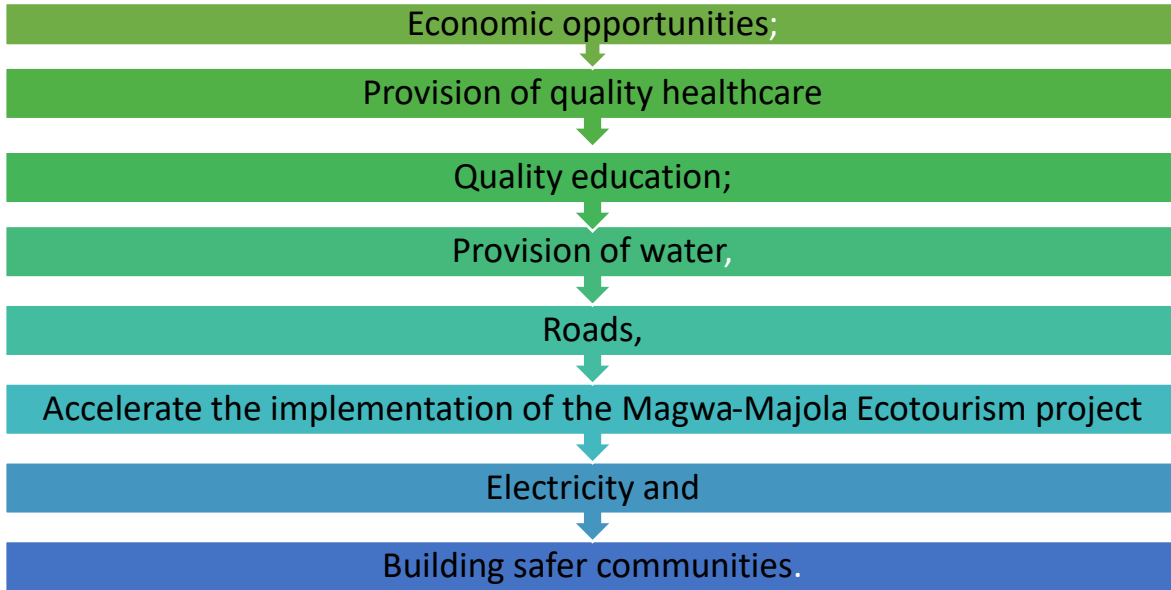 Economic opportunities;
Provision of quality healthcare
Quality education;
Provision of water,
Roads,
Accelerate the implementation of the Magwa-Majola Ecotourism project
Electricity and
Building safer communities.